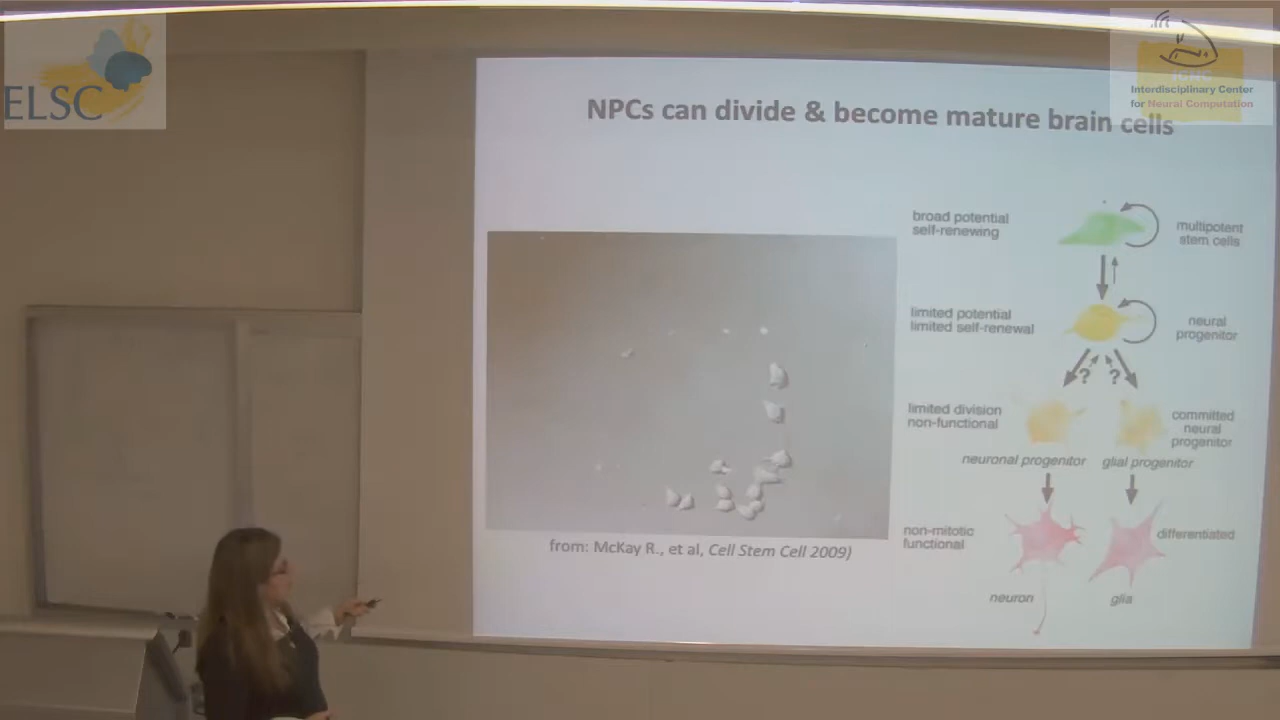 ELSC
ICNC
Interdisciplinary Center
for Neural Computation
NPCs can divide & become mature brain cells
broad potential
self-renewing
multipotent
stem cells
limited potential
limited self-renewal
neural
progenitor
? ?
limited division
non-functional
committed
neural
progenitor
neuronal progenitor
glial progenitor
non-mitotic
functional
differentiated
neuron
glia
from: McKay R., et al, Cell Stem Cell 2009)